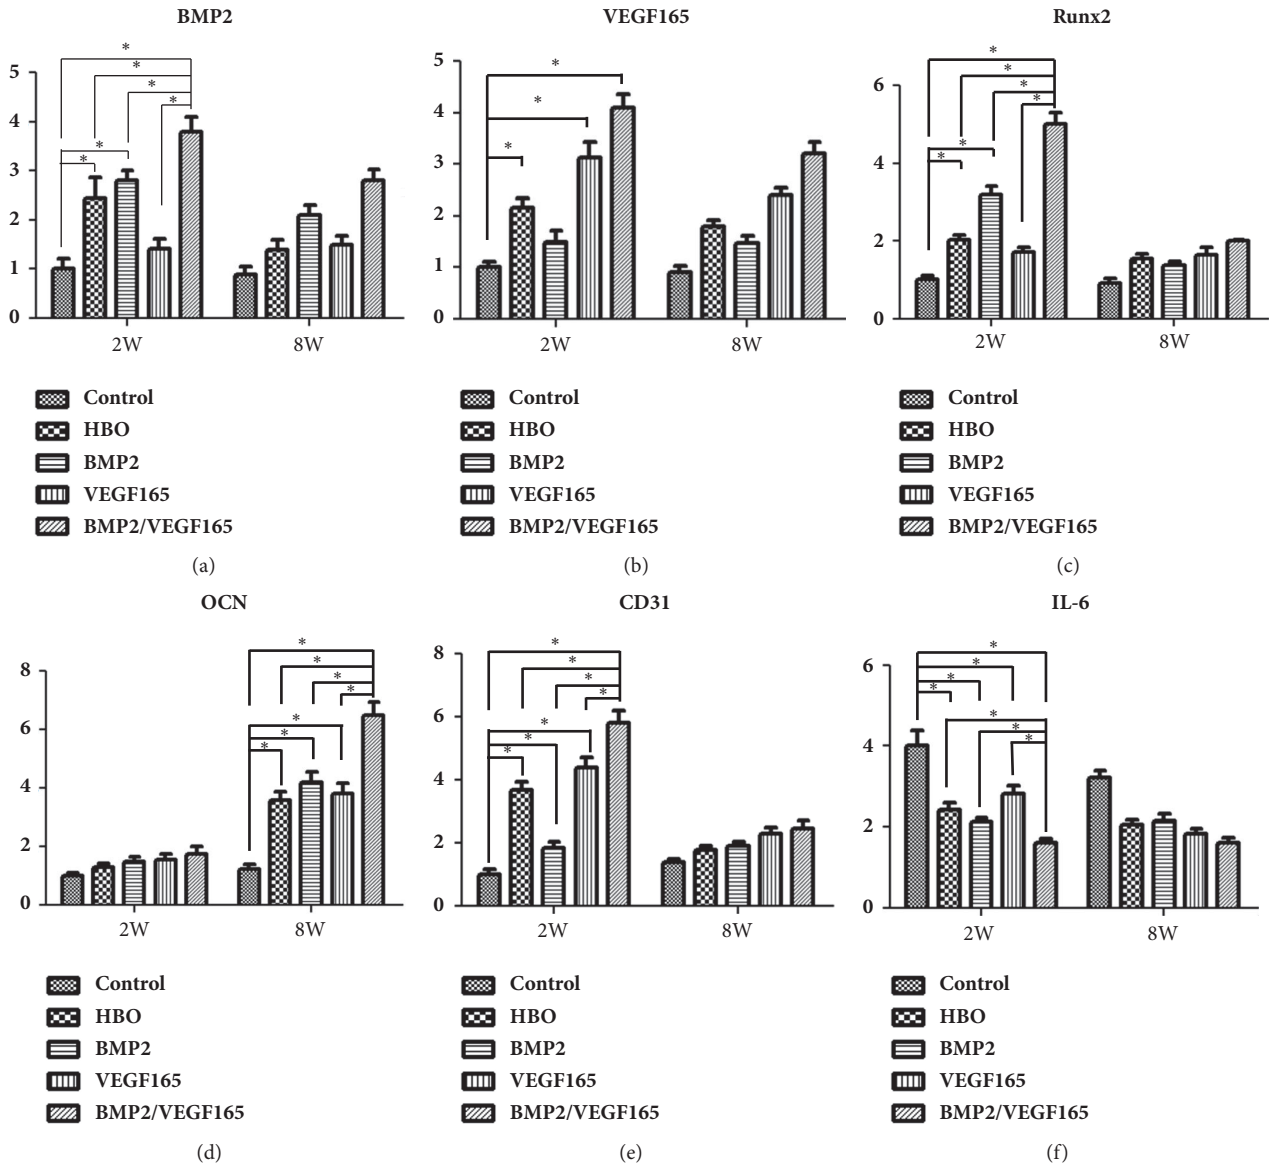 BMP2
* * * * * *
5
4
3
2
1
0
2W 8W
Control
HBO
BMP2
VEGF165
BMP2/VEGF165
(a)
VEGF165
* * *
5
4
3
2
1
0
2W 8W
Control
HBO
BMP2
VEGF165
BMP2/VEGF165
(b)
Runx2
* * * * * *
6
4
2
0
2W 8W
Control
HBO
BMP2
VEGF165
BMP2/VEGF165
(c)
OCN
* * * * * * *
8
6
4
2
0
2W 8W
Control
HBO
BMP2
VEGF165
BMP2/VEGF165
(d)
CD31
* * * * * * *
8
6
4
2
0
2W 8W
Control
HBO
BMP2
VEGF165
BMP2/VEGF165
(e)
IL-6
* * * * * * *
6
4
2
0
2W 8W
Control
HBO
BMP2
VEGF165
BMP2/VEGF165
(f)